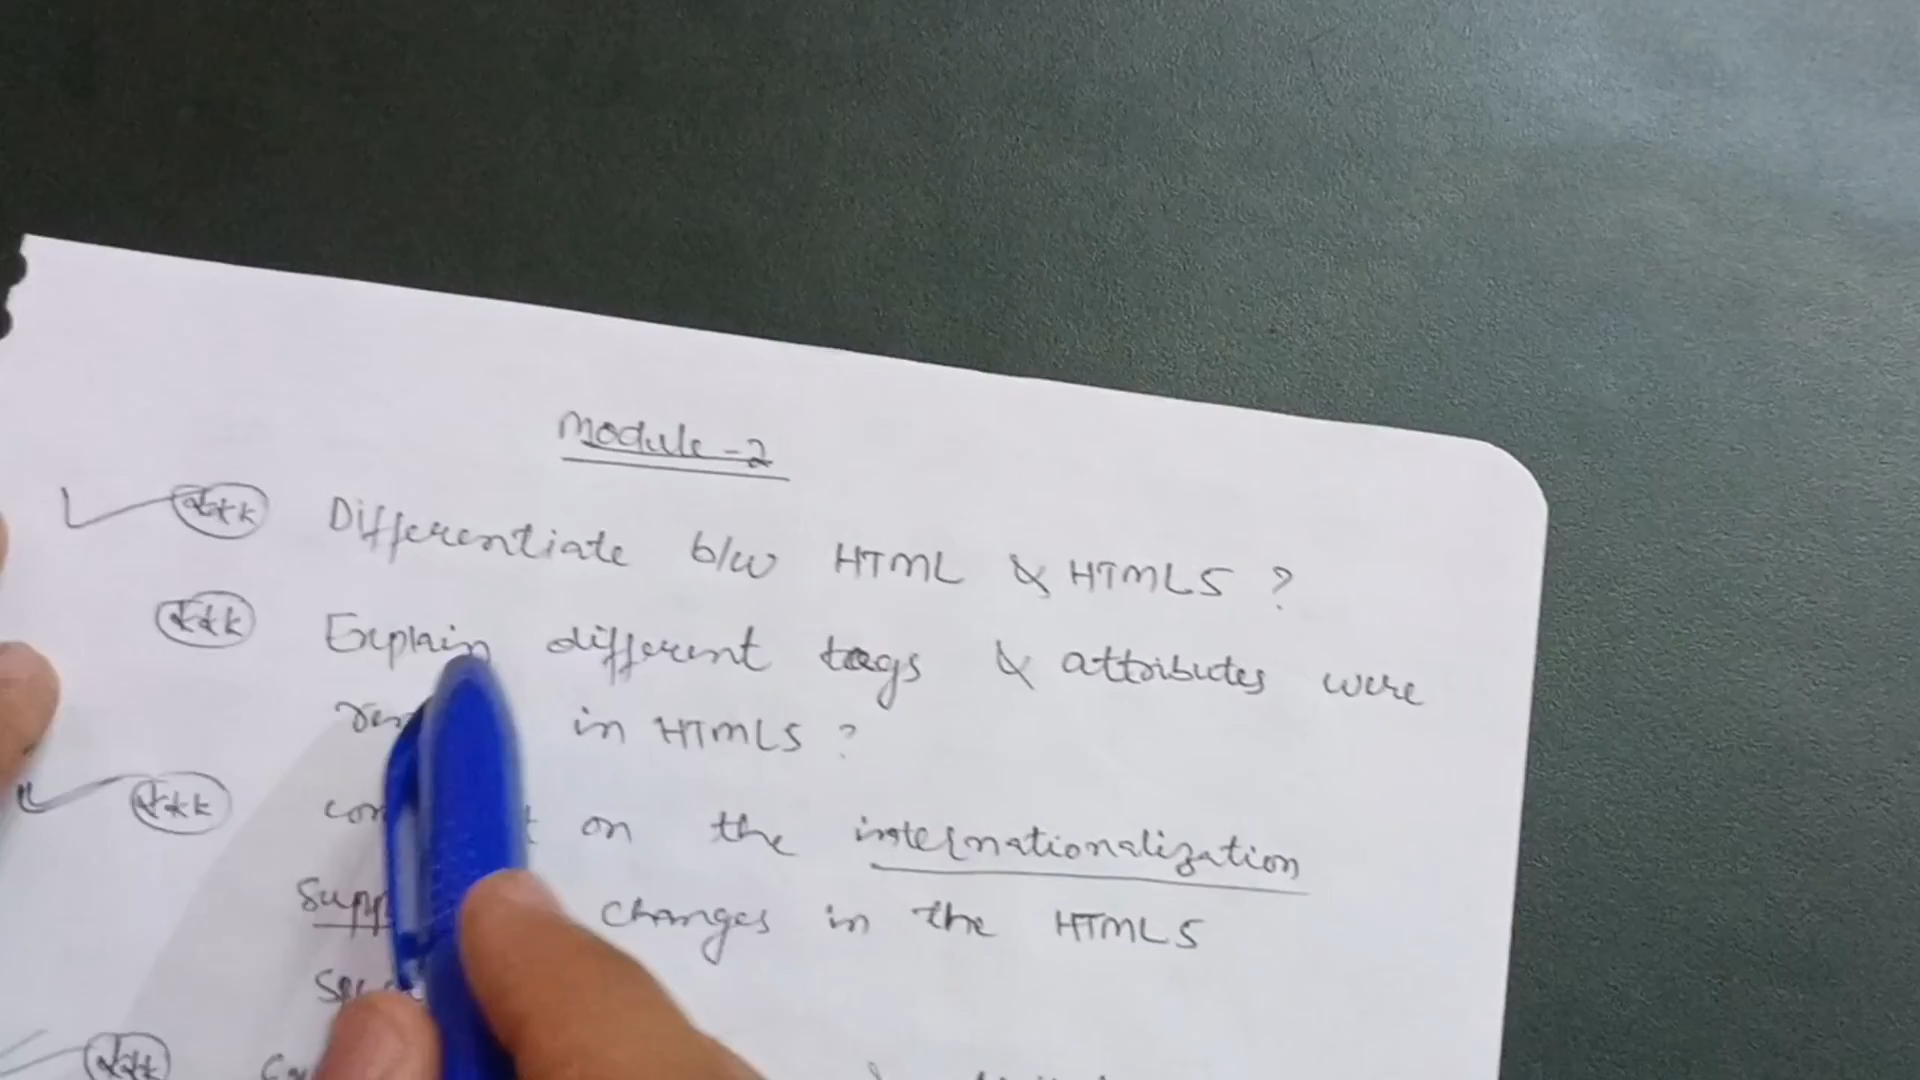 Module-2
*** Differentiate b/w HTML & HTML5 ?
*** Explain different tags & attributes were
in HTML5 ?
*** on the internationalization
changes in the HTML5
***